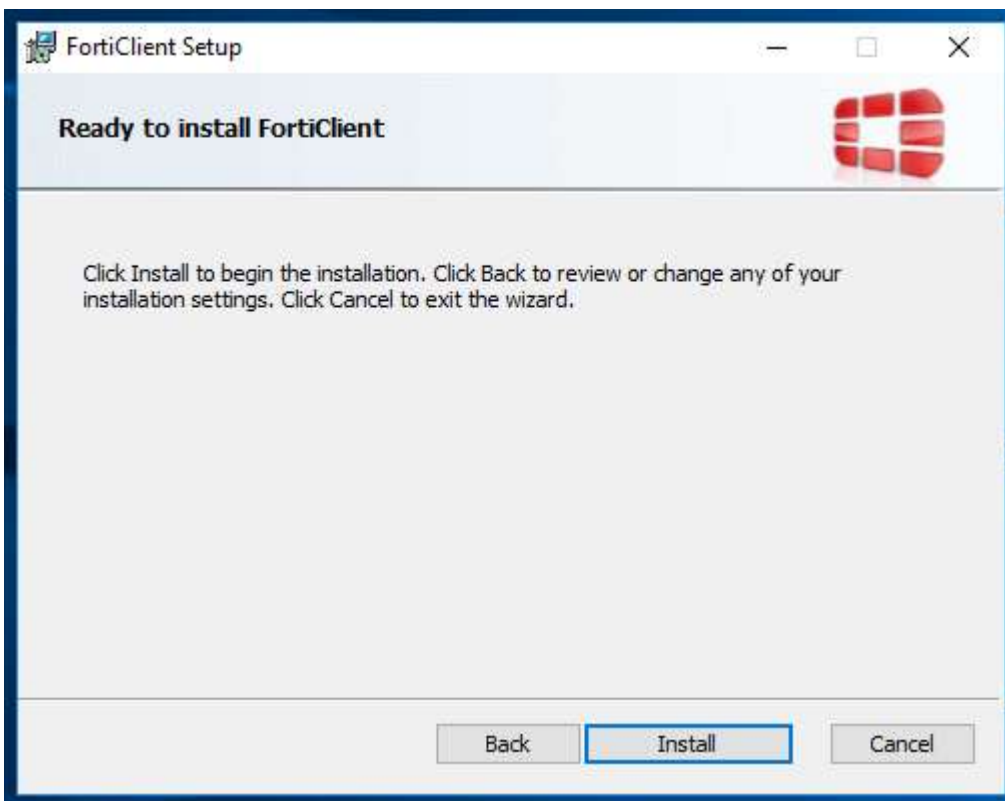 FortiClient Setup
Ready to install FortiClient
Click Install to begin the installation. Click Back to review or change any of your
installation settings. Click Cancel to exit the wizard.
Back Install Cancel